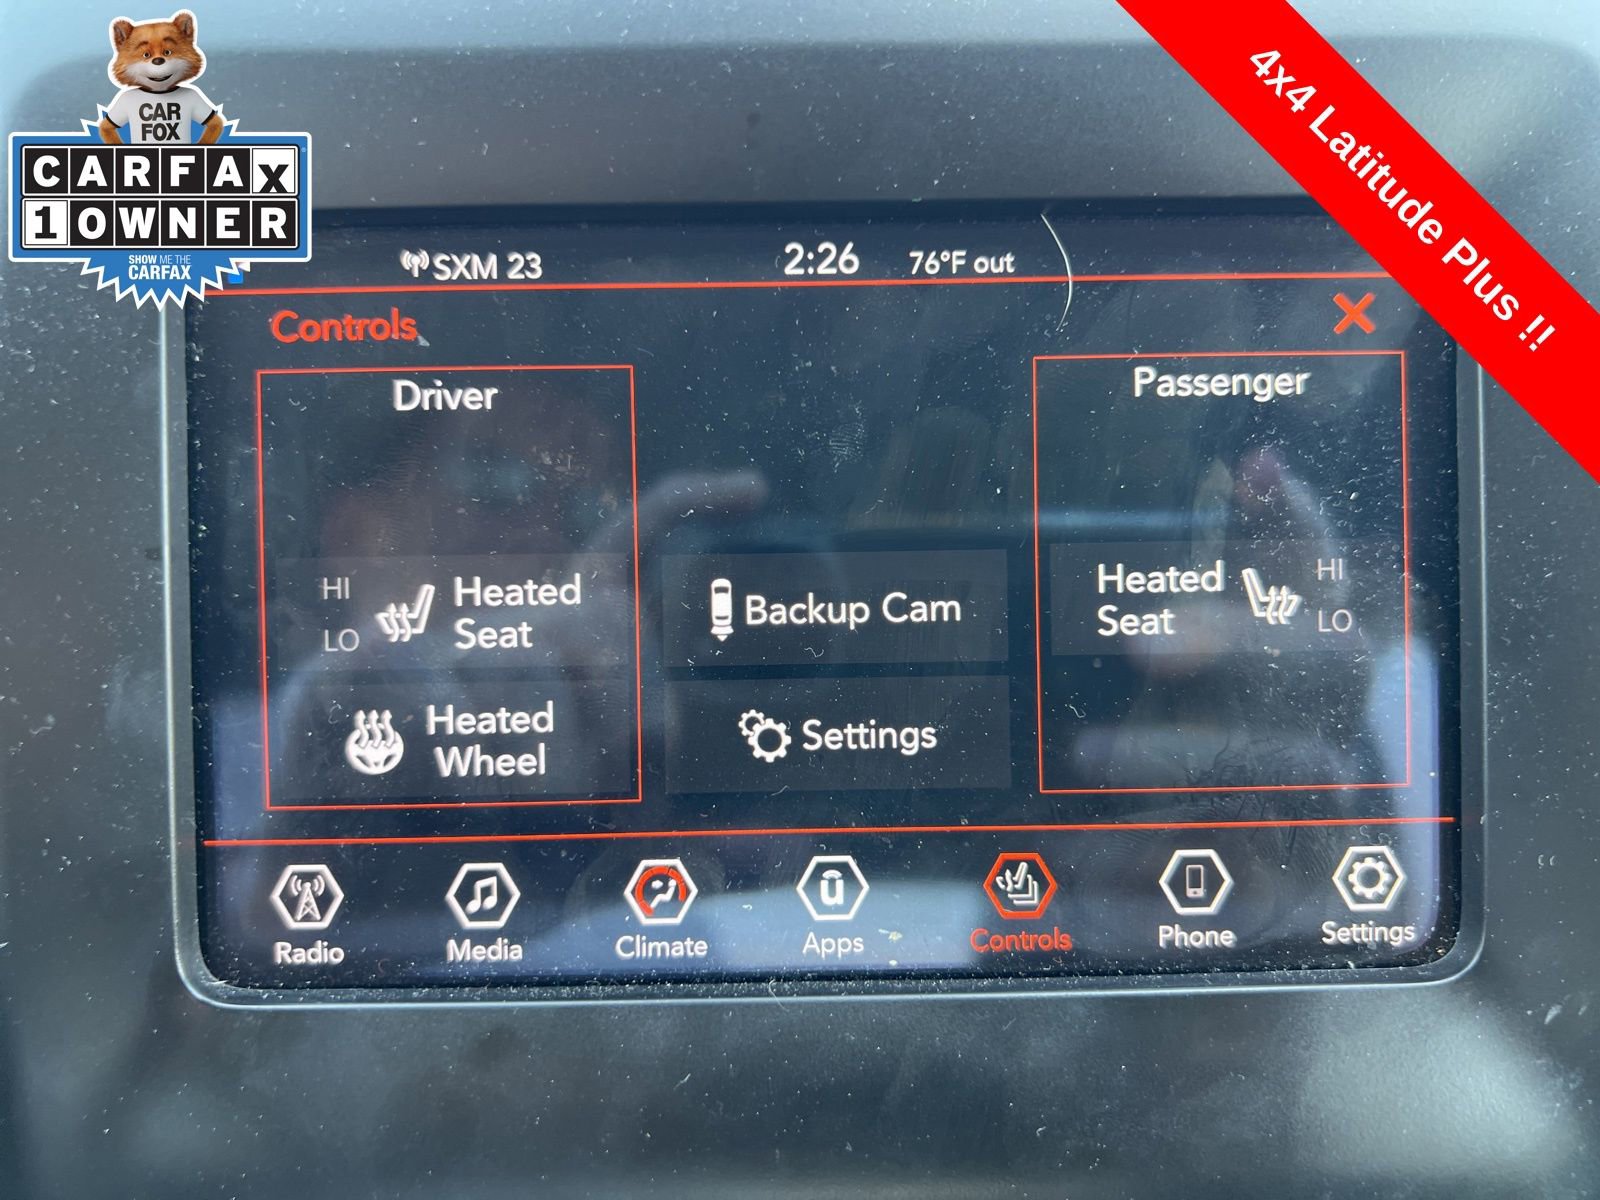 CAR
FOX
CARFAX
1 OWNER
SHOW ME THE
CARFAX
4x4 Latitude Plus !!
SXM 23
2:26
76°F out
Controls
Driver
Passenger
HI
LO
Heated
Seat
Backup Cam
Heated
Seat
HI
LO
Heated
Wheel
Settings
Radio
Media
Climate
Apps
Controls
Phone
Settings